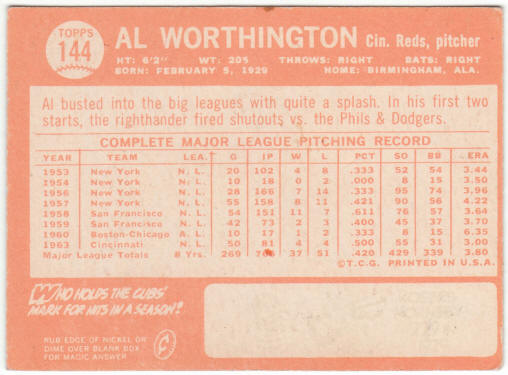 TOPPS
144
AL WORTHINGTON Cin. Reds, pitcher
HT: 6'2" WT: 205 THROWS: RIGHT BATS: RIGHT
BORN: FEBRUARY 5, 1929 HOME: BIRMINGHAM, ALA.
Al busted into the big leagues with quite a splash. In his first two
starts, the righthander fired shutouts vs. the Phils & Dodgers.
COMPLETE MAJOR LEAGUE PITCHING RECORD
YEAR TEAM LEA. G IP W L PCT SO BB ERA
1953 New York N. L. 20 102 4 8 .333 52 54 3.44
1954 New York N. L. 10 18 0 2 .000 8 15 3.50
1956 New York N. L. 28 166 7 14 .333 95 74 3.96
1957 New York N. L. 55 158 8 11 .421 90 56 4.22
1958 San Francisco N. L. 54 151 11 7 .611 76 57 3.64
1959 San Francisco N. L. 42 73 2 3 .400 45 37 3.70
1960 Boston-Chicago A. L. 10 17 1 2 .333 8 15 6.35
1963 Cincinnati N. L. 50 81 4 4 .500 55 31 3.00
Major League Totals 8 Yrs. 269 766 37 51 .420 429 339 3.80
©T.C.G. PRINTED IN U.S.A.
WHO HOLDS THE CUBS'
MARK FOR HITS IN A SEASON?
RUB EDGE OF NICKEL OR
DIME OVER BLANK BOX
FOR MAGIC ANSWER